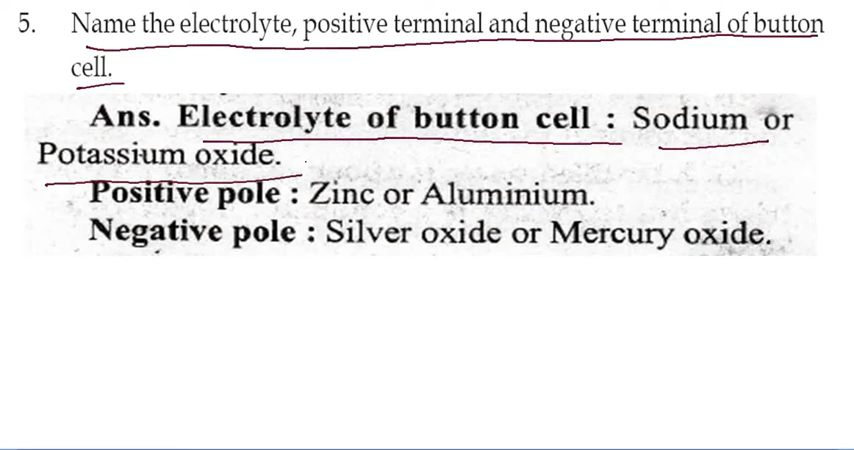 5. Name the electrolyte, positive terminal and negative terminal of button
cell.
Ans. Electrolyte of button cell : Sodium or
Potassium oxide.
Positive pole : Zinc or Aluminium.
Negative pole : Silver oxide or Mercury oxide.